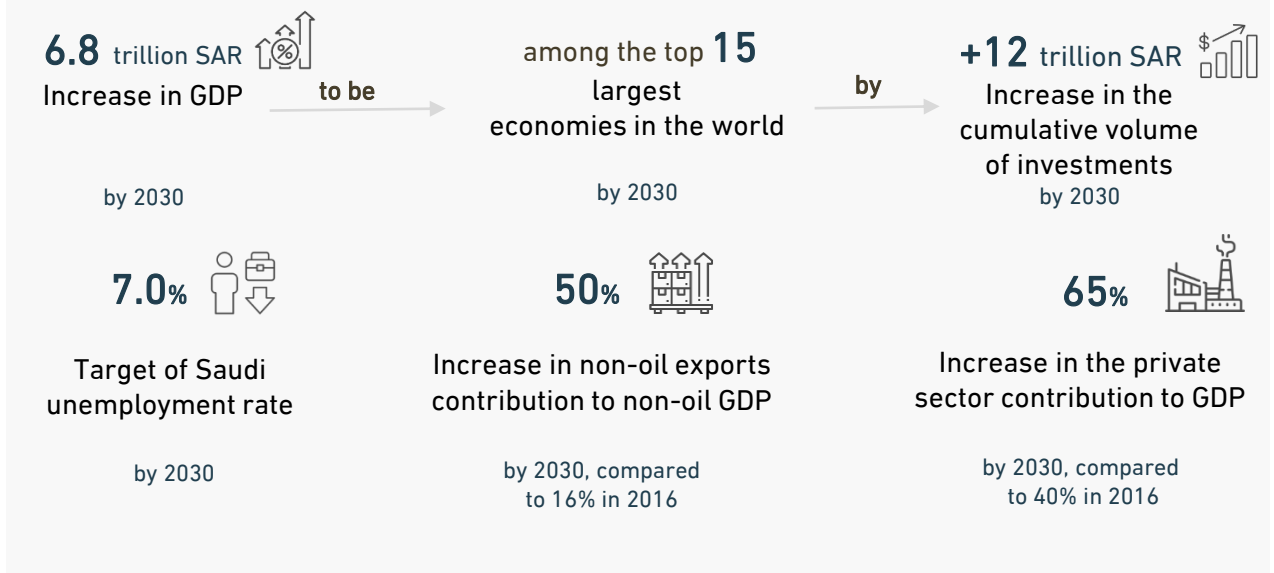 6.8 trillion SAR
Increase in GDP
by 2030
to be
among the top 15
largest
economies in the world
by 2030
by
+12 trillion SAR
$
Increase in the
cumulative volume
of investments
by 2030
7.0%
Target of Saudi
unemployment rate
by 2030
50%
Increase in non-oil exports
contribution to non-oil GDP
by 2030, compared
to 16% in 2016
65%
Increase in the private
sector contribution to GDP
by 2030, compared
to 40% in 2016